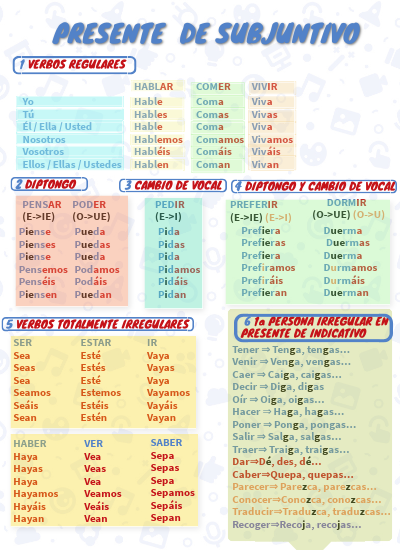 PRESENTE DE SUBJUNTIVO
1 VERBOS REGULARES
HABLAR COMER VIVIR
Yo Hable Coma Viva
Tú Hables Comas Vivas
Él / Ella / Usted Hable Coma Viva
Nosotros Hablemos Comamos Vivamos
Vosotros Habléis Comáis Viváis
Ellos / Ellas / Ustedes Hablen Coman Vivan
2 DIPTONGO
PENSAR PODER
(E->IE) (O->UE)
Piense Pueda
Pienses Puedas
Piense Pueda
Pensemos Podamos
Penséis Podáis
Piensen Puedan
3 CAMBIO DE VOCAL
PEDIR
(E->I)
Pida
Pidas
Pida
Pidamos
Pidáis
Pidan
4 DIPTONGO Y CAMBIO DE VOCAL
PREFERIR DORMIR
(E->IE) (E->I) (O->UE) (O->U)
Prefiera Duerma
Prefieras Duermas
Prefiera Duerma
Prefiramos Durmamos
Prefiráis Durmáis
Prefieran Duerman
5 VERBOS TOTALMENTE IRREGULARES
SER ESTAR IR
Sea Esté Vaya
Seas Estés Vayas
Sea Esté Vaya
Seamos Estemos Vayamos
Seáis Estéis Vayáis
Sean Estén Vayan
HABER VER SABER
Haya Vea Sepa
Hayas Veas Sepas
Haya Vea Sepa
Hayamos Veamos Sepamos
Hayáis Veáis Sepáis
Hayan Vean Sepan
6 1a PERSONA IRREGULAR EN
PRESENTE DE INDICATIVO
Tener ⇒ Tenga, tengas...
Venir ⇒ Venga, vengas...
Caer ⇒ Caiga, caigas...
Decir ⇒ Diga, digas
Oír ⇒ Oiga, oigas...
Hacer ⇒ Haga, hagas...
Poner ⇒ Ponga, pongas...
Salir ⇒ Salga, salgas...
Traer⇒ Traiga, traigas...
Dar⇒Dé, des, dé...
Caber⇒Quepa, quepas...
Parecer⇒ Parezca, parezcas...
Conocer⇒Conozca, conozcas...
Traducir⇒Traduzca, traduzcas...
Recoger⇒Recoja, recojas...